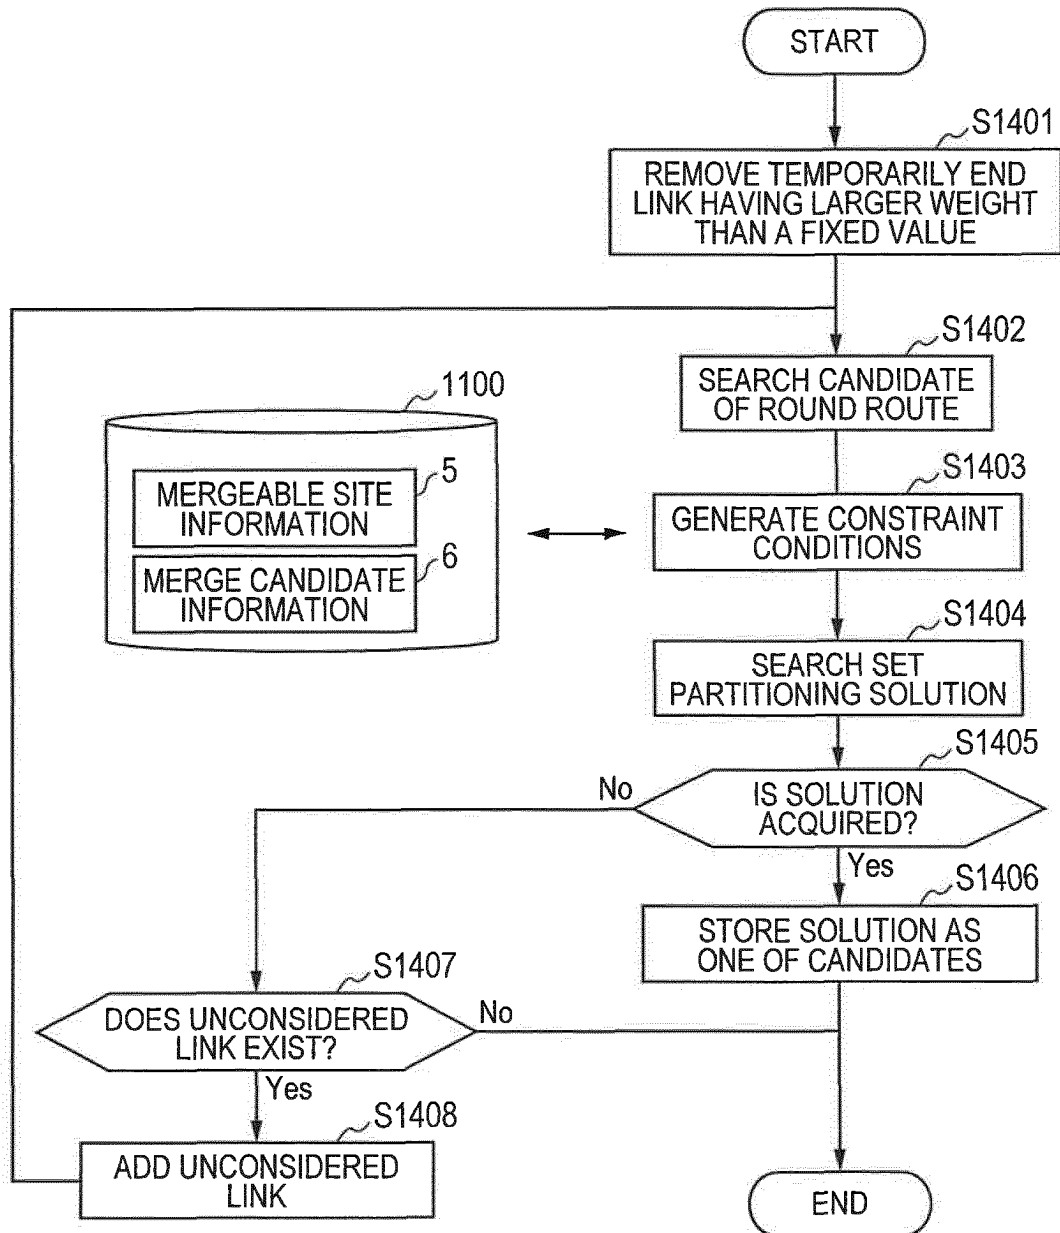 START
S1401
REMOVE TEMPORARILY END
LINK HAVING LARGER WEIGHT
THAN A FIXED VALUE
S1402
SEARCH CANDIDATE
OF ROUND ROUTE
1100
5
MERGEABLE SITE
INFORMATION
6
MERGE CANDIDATE
INFORMATION
S1403
GENERATE CONSTRAINT
CONDITIONS
S1404
SEARCH SET
PARTITIONING SOLUTION
S1405
IS SOLUTION
ACQUIRED?
No
Yes
S1406
STORE SOLUTION AS
ONE OF CANDIDATES
S1407
DOES UNCONSIDERED
LINK EXIST?
No
Yes
S1408
ADD UNCONSIDERED
LINK
END